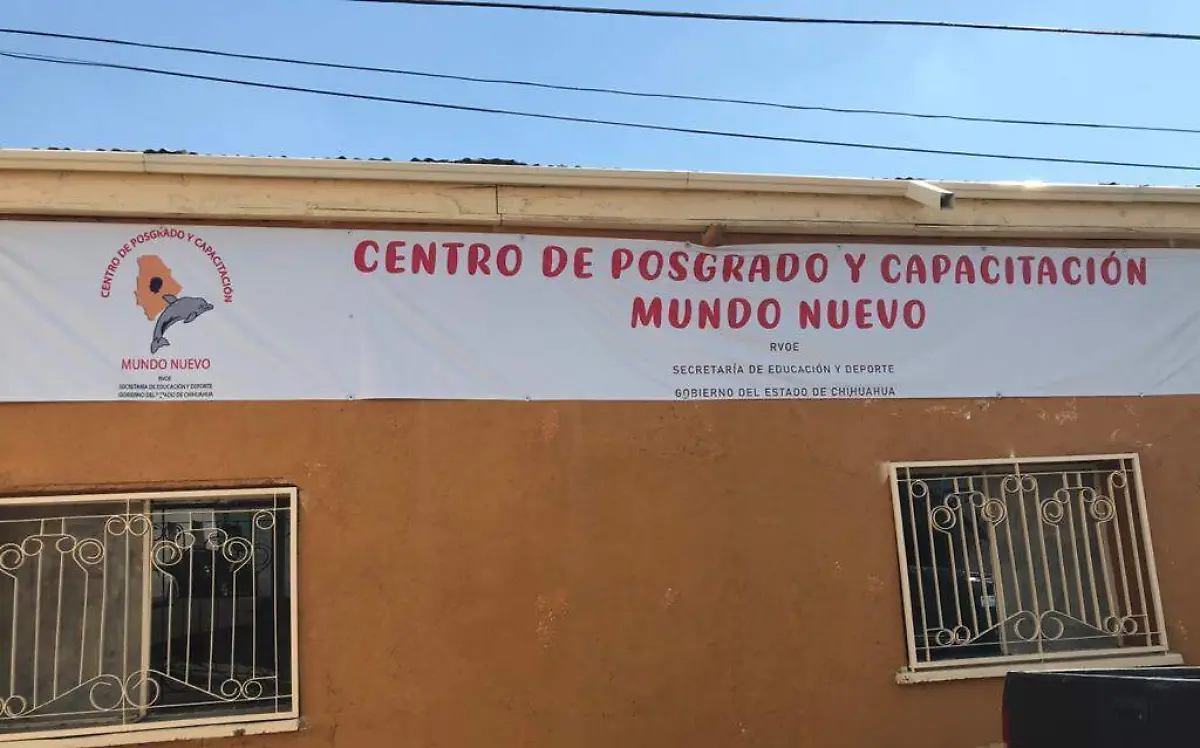 CENTRO DE POSGRADO Y CAPACITACIÓN
MUNDO NUEVO
RVOE
SECRETARÍA DE EDUCACIÓN Y DEPORTE
GOBIERNO DEL ESTADO DE CHIHUAHUA
CENTRO DE POSGRADO Y CAPACITACIÓN
MUNDO NUEVO
RVOE
SECRETARÍA DE EDUCACIÓN Y DEPORTE
GOBIERNO DEL ESTADO DE CHIHUAHUA